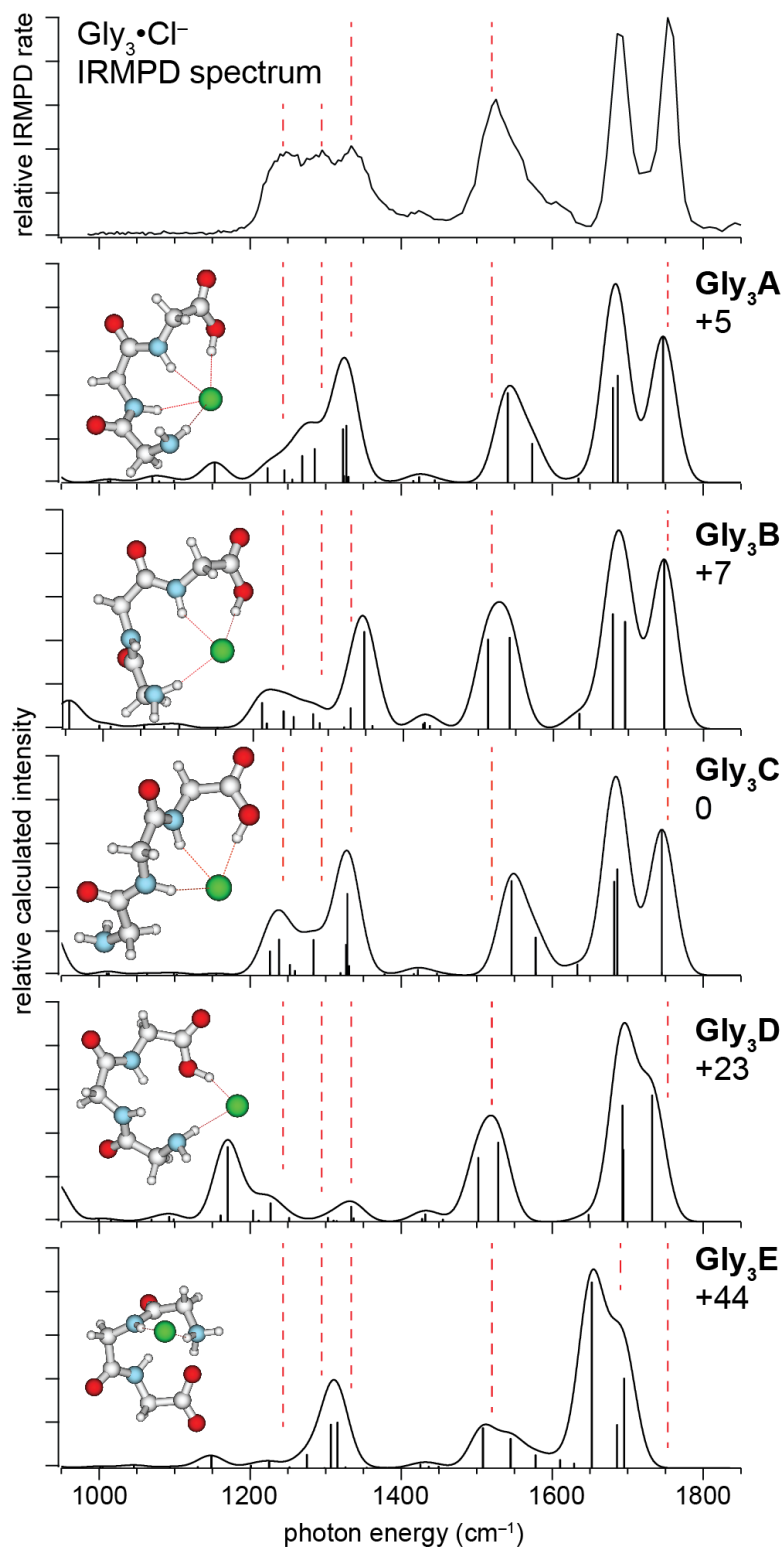 Gly₃•Cl⁻
IRMPD spectrum
relative IRMPD rate
Gly₃A
+5
Gly₃B
+7
Gly₃C
0
Gly₃D
+23
Gly₃E
+44
relative calculated intensity
1000 1200 1400 1600 1800
photon energy (cm⁻¹)